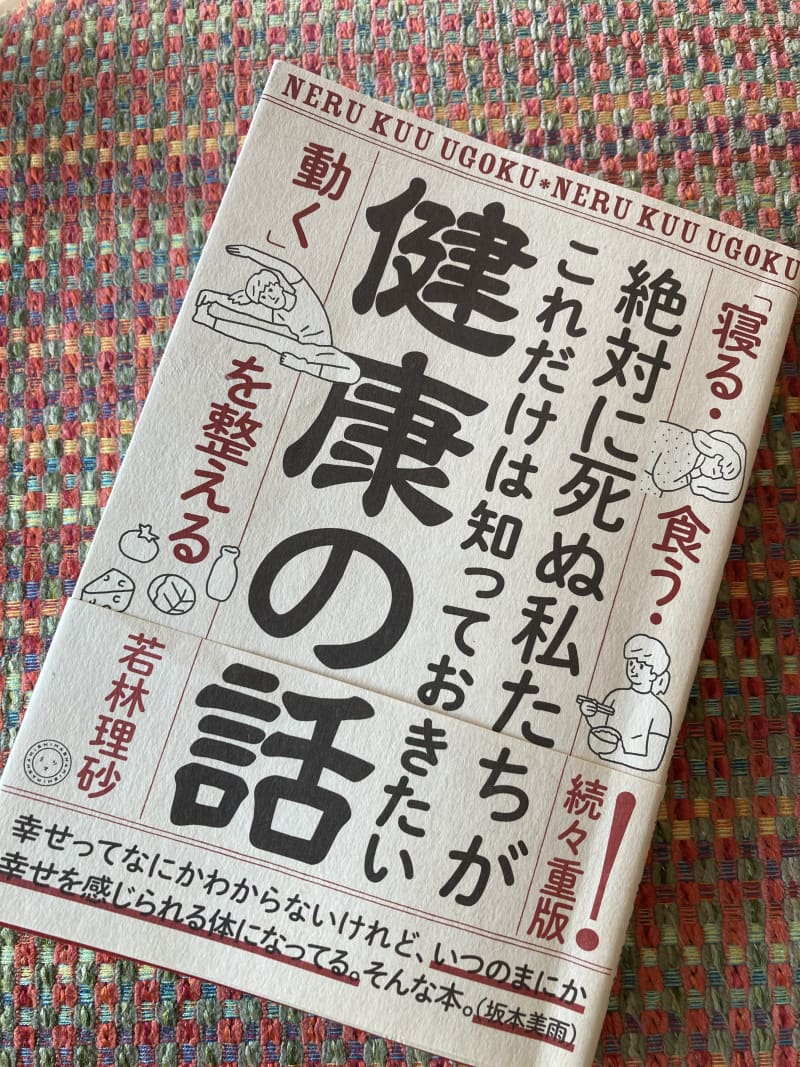 NERU KUU UGOKU*NERU KUU UGOKU
「寝る・食う・
動く」を整える
絶対に死ぬ私たちが
これだけは知っておきたい
健康の話
若林理砂
続々重版!
幸せってなにかわからないけれど、いつのまにか
幸せを感じられる体になってる。そんな本。(坂本美雨)